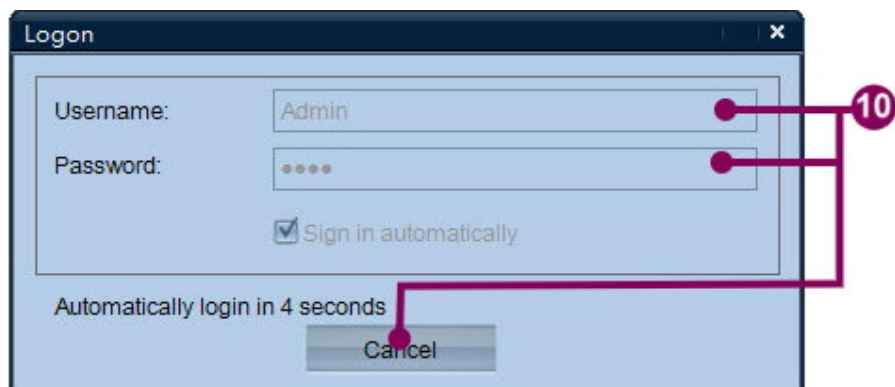 Logon
Username: Admin
10
Password: ••••
Sign in automatically
Automatically login in 4 seconds
Cancel